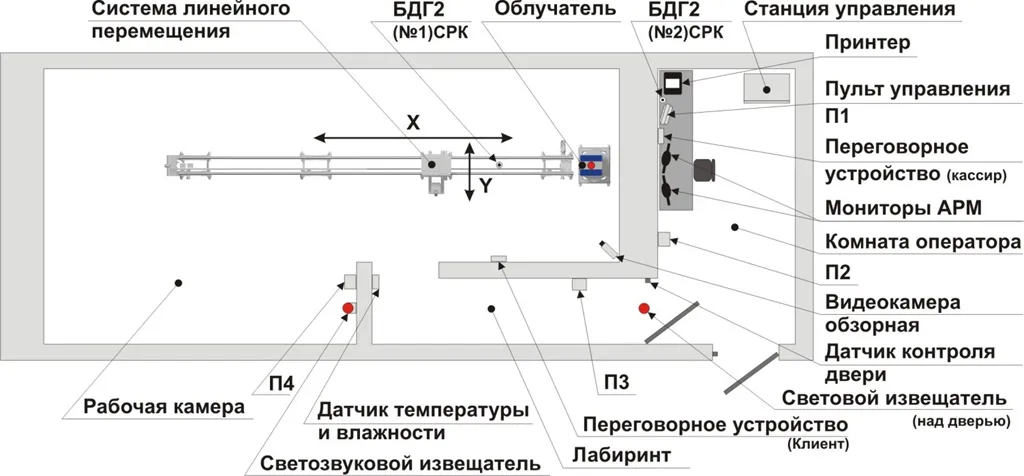 Система линейного
перемещения
БДГ2
(№1)СРК
Облучатель
БДГ2
(№2)СРК
Станция управления
Принтер
Пульт управления
П1
Переговорное
устройство (кассир)
Мониторы АРМ
Комната оператора
П2
Видеокамера
обзорная
Датчик контроля
двери
Световой извещатель
(над дверью)
X
Y
П4
П3
Рабочая камера
Датчик температуры
и влажности
Переговорное устройство
(Клиент)
Светозвуковой извещатель
Лабиринт